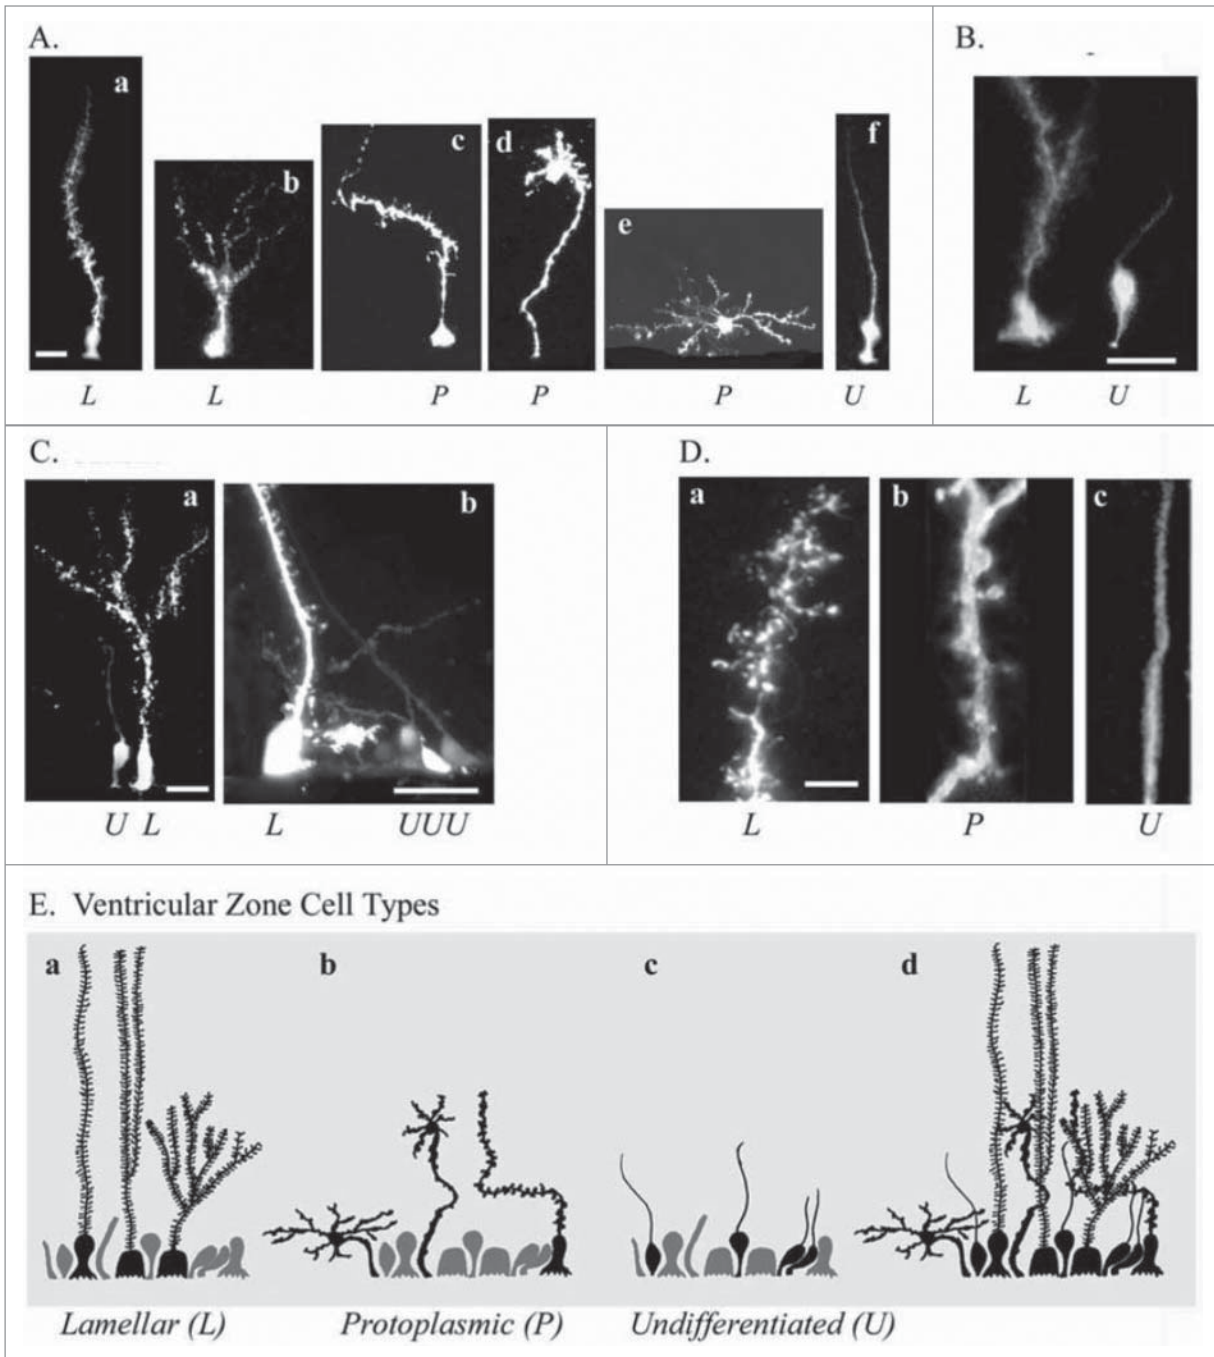 A.
a
b
c
d
e
f
L
L
P
P
P
U
B.
L
U
C.
a
b
U L
L
UUU
D.
a
b
c
L
P
U
E. Ventricular Zone Cell Types
a
b
c
d
Lamellar (L)
Protoplasmic (P)
Undifferentiated (U)